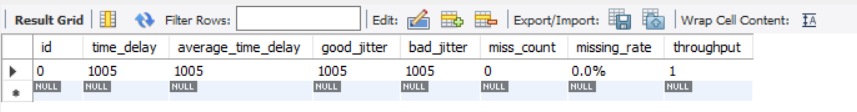 Result Grid Filter Rows: Edit: Export/Import: Wrap Cell Content: IA
id time_delay average_time_delay good_jitter bad_jitter miss_count missing_rate throughput
0 1005 1005 1005 1005 0 0.0% 1
NULL NULL NULL NULL NULL NULL NULL NULL